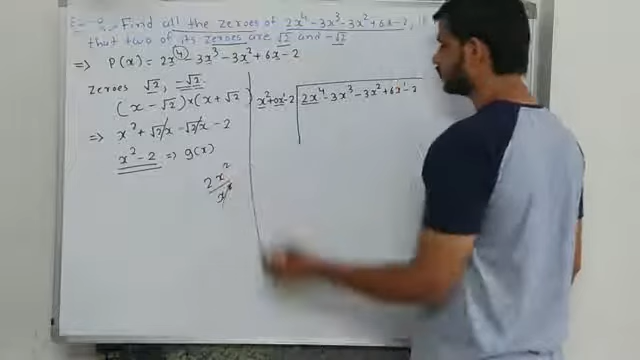 Find all the zeroes of 2x⁴-3x³-3x²+6x-2, if
that two of its zeroes are √2 and -√2.
⇒ P(x) = 2x⁴-3x³-3x²+6x-2
zeroes √2, -√2.
(x-√2)×(x+√2)
⇒ x²+√2x-√2x-2
x²-2 ⇒ g(x)
2x²
x²+0x-2 2x⁴-3x³-3x²+6x-2